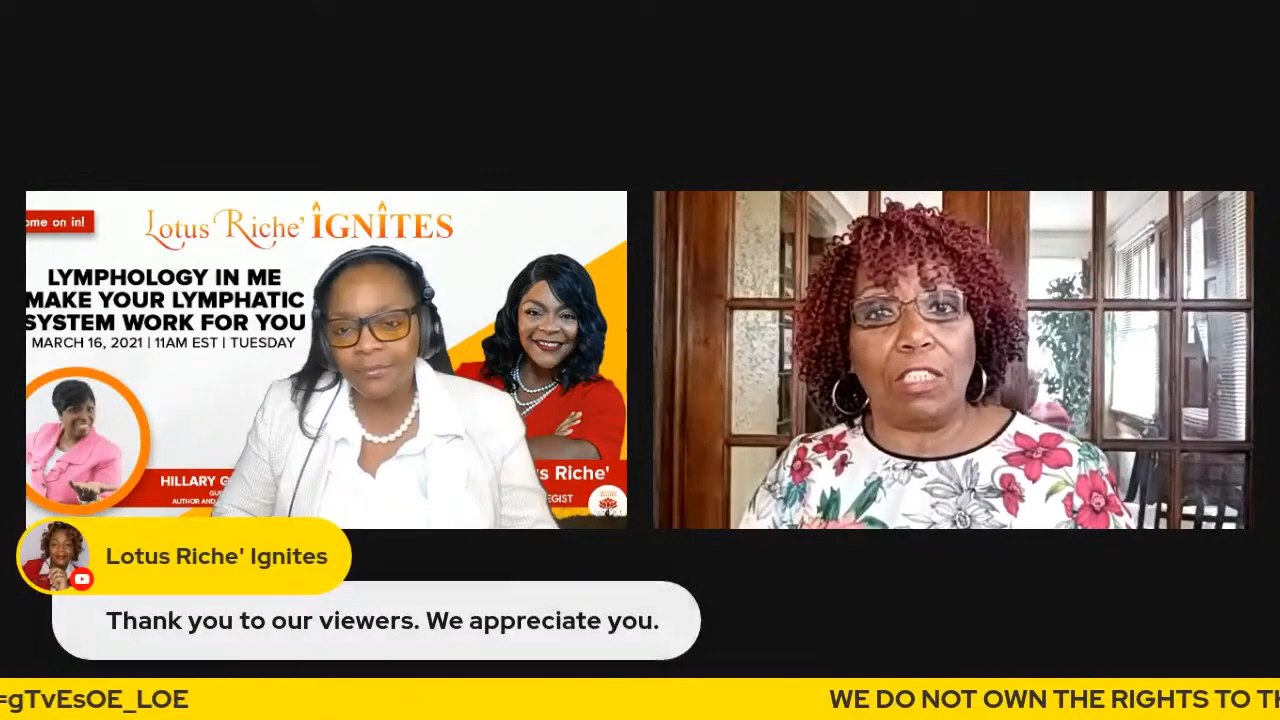 ome on in!
Lotus Riche' IGNITES
LYMPHOLOGY IN ME
MAKE YOUR LYMPHATIC
SYSTEM WORK FOR YOU
MARCH 16, 2021 | 11AM EST | TUESDAY
HILLARY G
GU
AUTHOR AND
s Riche'
EGIST
Lotus Riche' Ignites
Thank you to our viewers. We appreciate you.
=gTvEsOE_LOE
WE DO NOT OWN THE RIGHTS TO TH